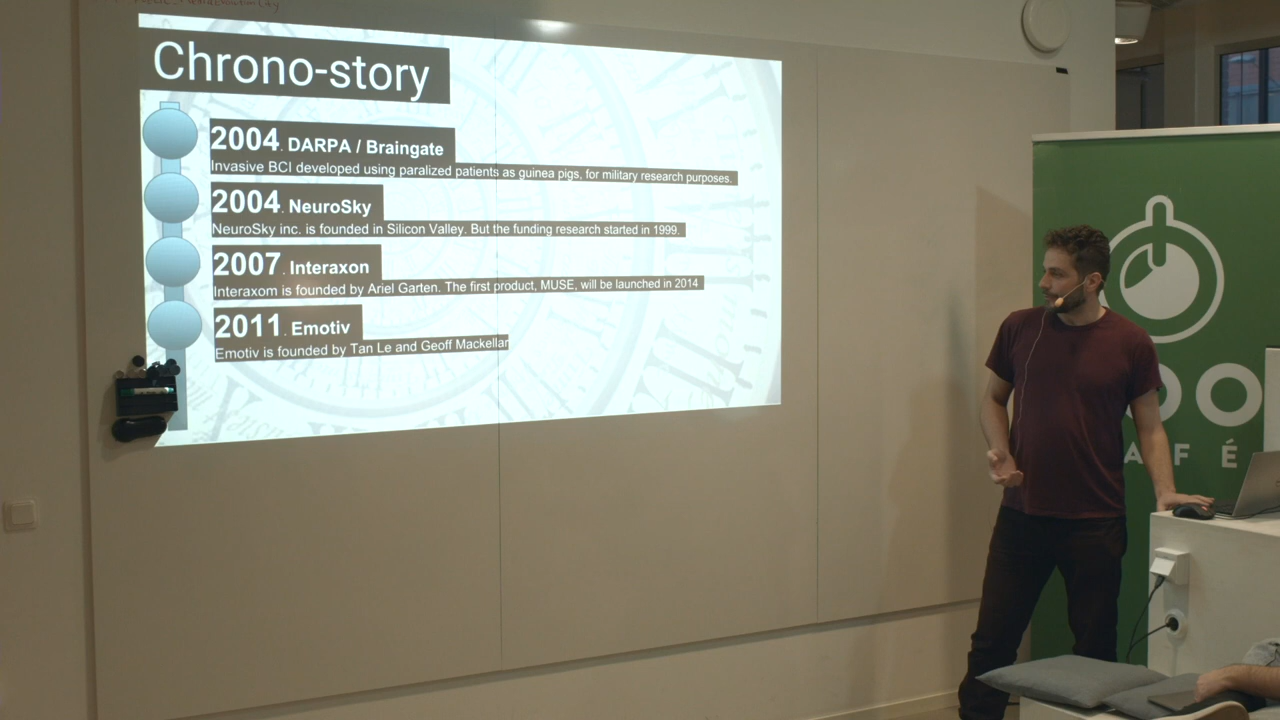 Chrono-story
2004. DARPA / Braingate
Invasive BCI developed using paralized patients as guinea pigs, for military research purposes.
2004. NeuroSky
NeuroSky inc. is founded in Silicon Valley. But the funding research started in 1999.
2007. Interaxon
Interaxom is founded by Ariel Garten. The first product, MUSE, will be launched in 2014
2011. Emotiv
Emotiv is founded by Tan Le and Geoff Mackellar
OO
AFÉ